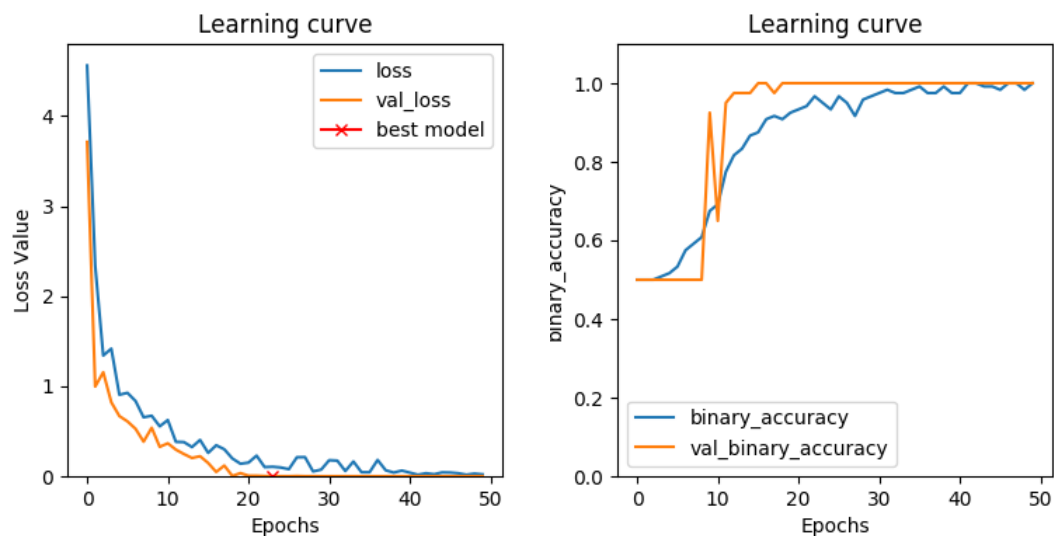 Learning curve
Loss Value
4
3
2
1
0
loss
val_loss
best model
0 10 20 30 40 50
Epochs
Learning curve
binary_accuracy
1.0
0.8
0.6
0.4
0.2
0.0
binary_accuracy
val_binary_accuracy
0 10 20 30 40 50
Epochs